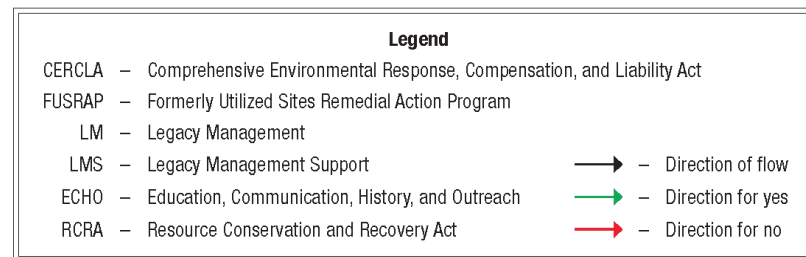 Legend
CERCLA – Comprehensive Environmental Response, Compensation, and Liability Act
FUSRAP – Formerly Utilized Sites Remedial Action Program
LM – Legacy Management
LMS – Legacy Management Support – Direction of flow
ECHO – Education, Communication, History, and Outreach – Direction for yes
RCRA – Resource Conservation and Recovery Act – Direction for no